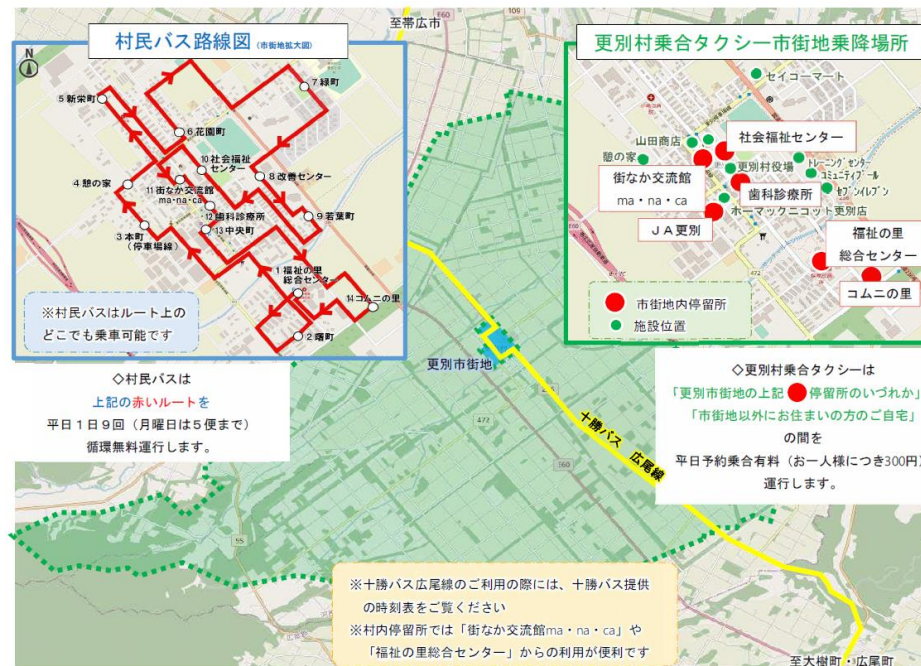 至帯広市
村民バス路線図（市街地拡大図）
N
7 緑町
5 新栄町
6 花園町
10 社会福祉
センター
4 憩の家
11 街なか交流館
ma・na・ca
8 改善センター
12 歯科診療所
9 若葉町
3 本町
（停車場線）
13 中央町
1 福祉の里
総合センター
14 コムニの里
2 曙町
※村民バスはルート上の
どこでも乗車可能です
◇村民バスは
上記の赤いルートを
平日１日９回（月曜日は５便まで）
循環無料運行します。
更別村乗合タクシー市街地乗降場所
セイコーマート
山田商店
社会福祉センター
憩の家
更別村役場
トレーニングセンター
コミュニティプール
セブンイレブン
街なか交流館
ma・na・ca
歯科診療所
ホーマックニコット更別店
ＪＡ更別
福祉の里
総合センター
コムニの里
市街地内停留所
施設位置
◇更別村乗合タクシーは
「更別市街地の上記 停留所のいづれか」
「市街地以外にお住まいの方のご自宅」
の間を
平日予約乗合有料（お一人様につき300円）
運行します。
更別市街地
十勝バス 広尾線
※十勝バス広尾線のご利用の際には、十勝バス提供
の時刻表をご覧ください
※村内停留所では「街なか交流館ma・na・ca」や
「福祉の里総合センター」からの利用が便利です
至大樹町・広尾町